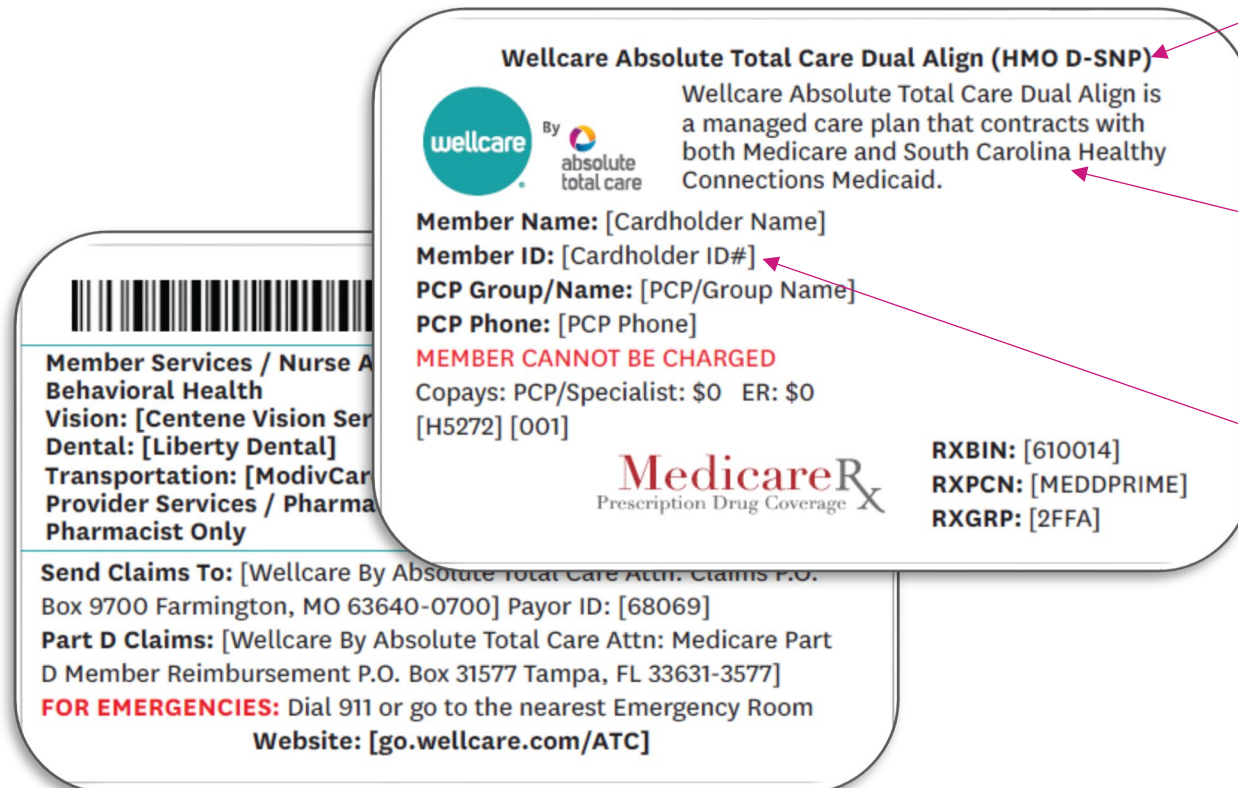 Wellcare Absolute Total Care Dual Align (HMO D-SNP)
wellcare
By
absolute
total care
Wellcare Absolute Total Care Dual Align is
a managed care plan that contracts with
both Medicare and South Carolina Healthy
Connections Medicaid.
Member Name: [Cardholder Name]
Member ID: [Cardholder ID#]
PCP Group/Name: [PCP/Group Name]
PCP Phone: [PCP Phone]
MEMBER CANNOT BE CHARGED
Copays: PCP/Specialist: $0 ER: $0
[H5272] [001]
MedicareRx
Prescription Drug Coverage
RXBIN: [610014]
RXPCN: [MEDDPRIME]
RXGRP: [2FFA]
Member Services / Nurse A
Behavioral Health
Vision: [Centene Vision Ser
Dental: [Liberty Dental]
Transportation: [ModivCar
Provider Services / Pharma
Pharmacist Only
Send Claims To: [Wellcare By Absolute Total Care Attn: Claims P.O.
Box 9700 Farmington, MO 63640-0700] Payor ID: [68069]
Part D Claims: [Wellcare By Absolute Total Care Attn: Medicare Part
D Member Reimbursement P.O. Box 31577 Tampa, FL 33631-3577]
FOR EMERGENCIES: Dial 911 or go to the nearest Emergency Room
Website: [go.wellcare.com/ATC]